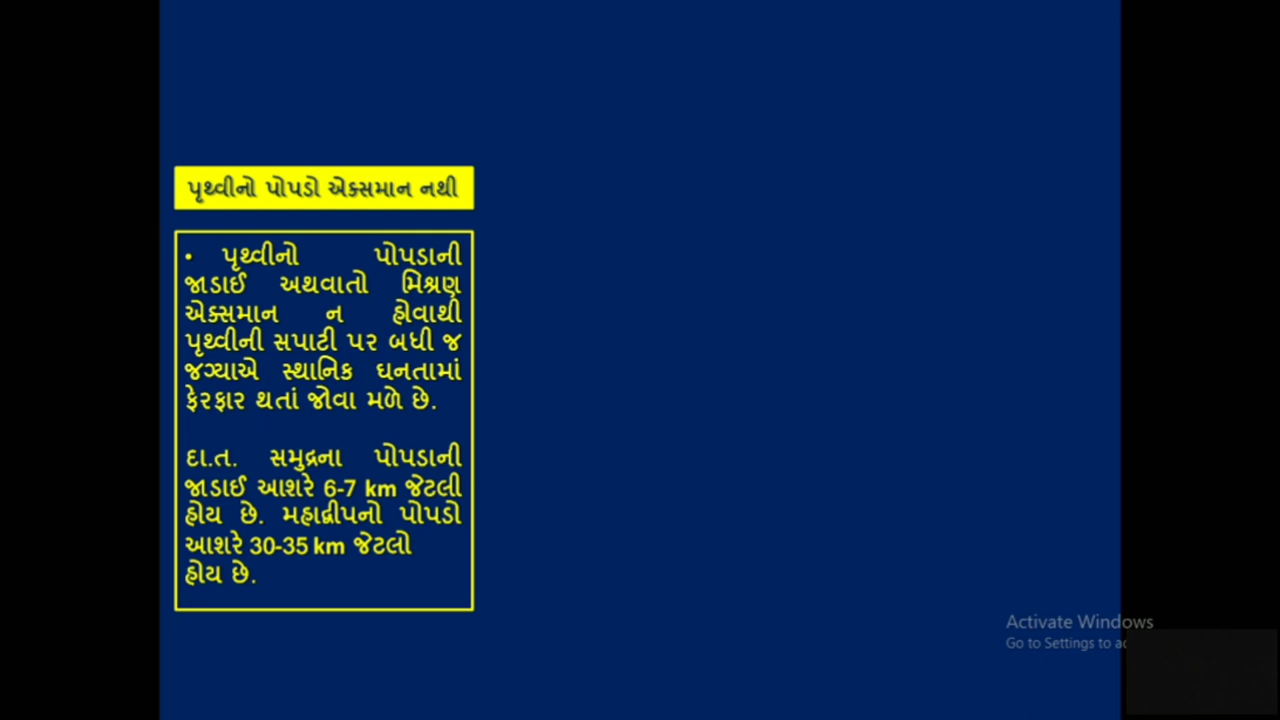 પૃથ્વીનો પોપડો એક્સમાન નથી
• પૃથ્વીનો પોપડાની
જાડાઈ અથવાતો મિશ્રણ
એક્સમાન ન હોવાથી
પૃથ્વીની સપાટી પર બધી જ
જગ્યાએ સ્થાનિક ઘનતામાં
ફેરફાર થતાં જોવા મળે છે.
દા.ત. સમુદ્રના પોપડાની
જાડાઈ આશરે 6-7 km જેટલી
હોય છે. મહાદ્વીપનો પોપડો
આશરે 30-35 km જેટલો
હોય છે.
Activate Windows
Go to Settings to